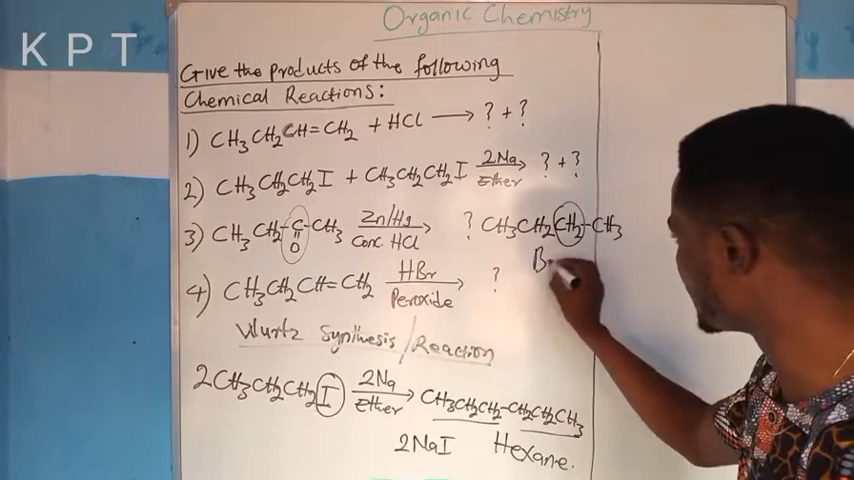 KPT
Organic Chemistry
Give the products of the following
Chemical Reactions:
1) CH3CH2CH=CH2 + HCl → ? + ?
2) CH3CH2CH2I + CH3CH2CH2I 2Na/Ether → ? + ?
3) CH3CH2-C(=O)-CH3 Zn/Hg/Conc. HCl → ? CH3CH2CH2-CH3
B
4) CH3CH2CH=CH2 HBr/Peroxide → ?
Wurtz Synthesis/Reaction
2CH3CH2CH2I 2Na/Ether → CH3CH2CH2-CH2CH2CH3
2NaI Hexane.